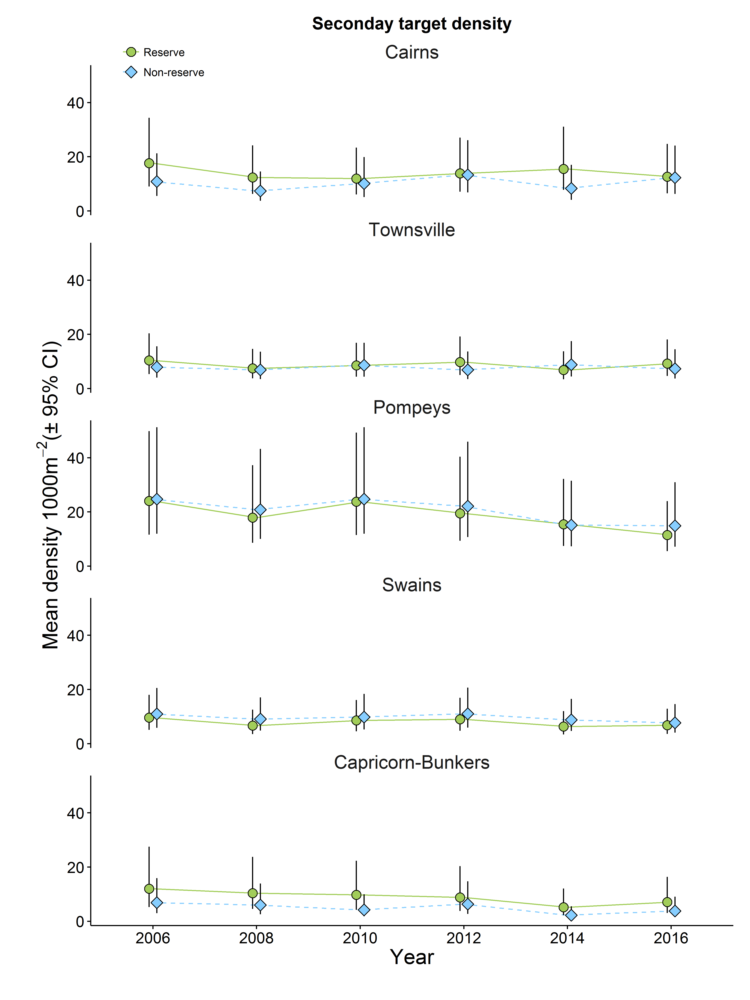 Seconday target density
Cairns
Reserve
Non-reserve
40
20
0
Townsville
40
20
0
Pompeys
40
20
0
Swains
40
20
0
Capricorn-Bunkers
40
20
0
2006 2008 2010 2012 2014 2016
Year
Mean density 1000m⁻²(± 95% CI)